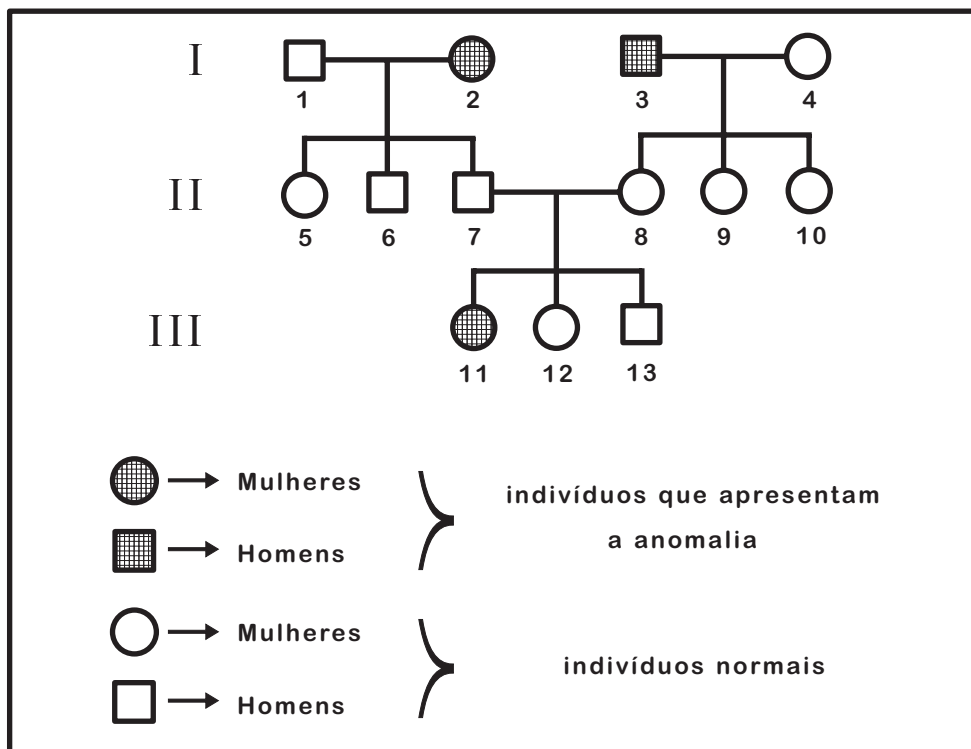 I
1 2 3 4
II
5 6 7 8 9 10
III
11 12 13
Mulheres
Homens
indivíduos que apresentam
a anomalia
Mulheres
Homens
indivíduos normais